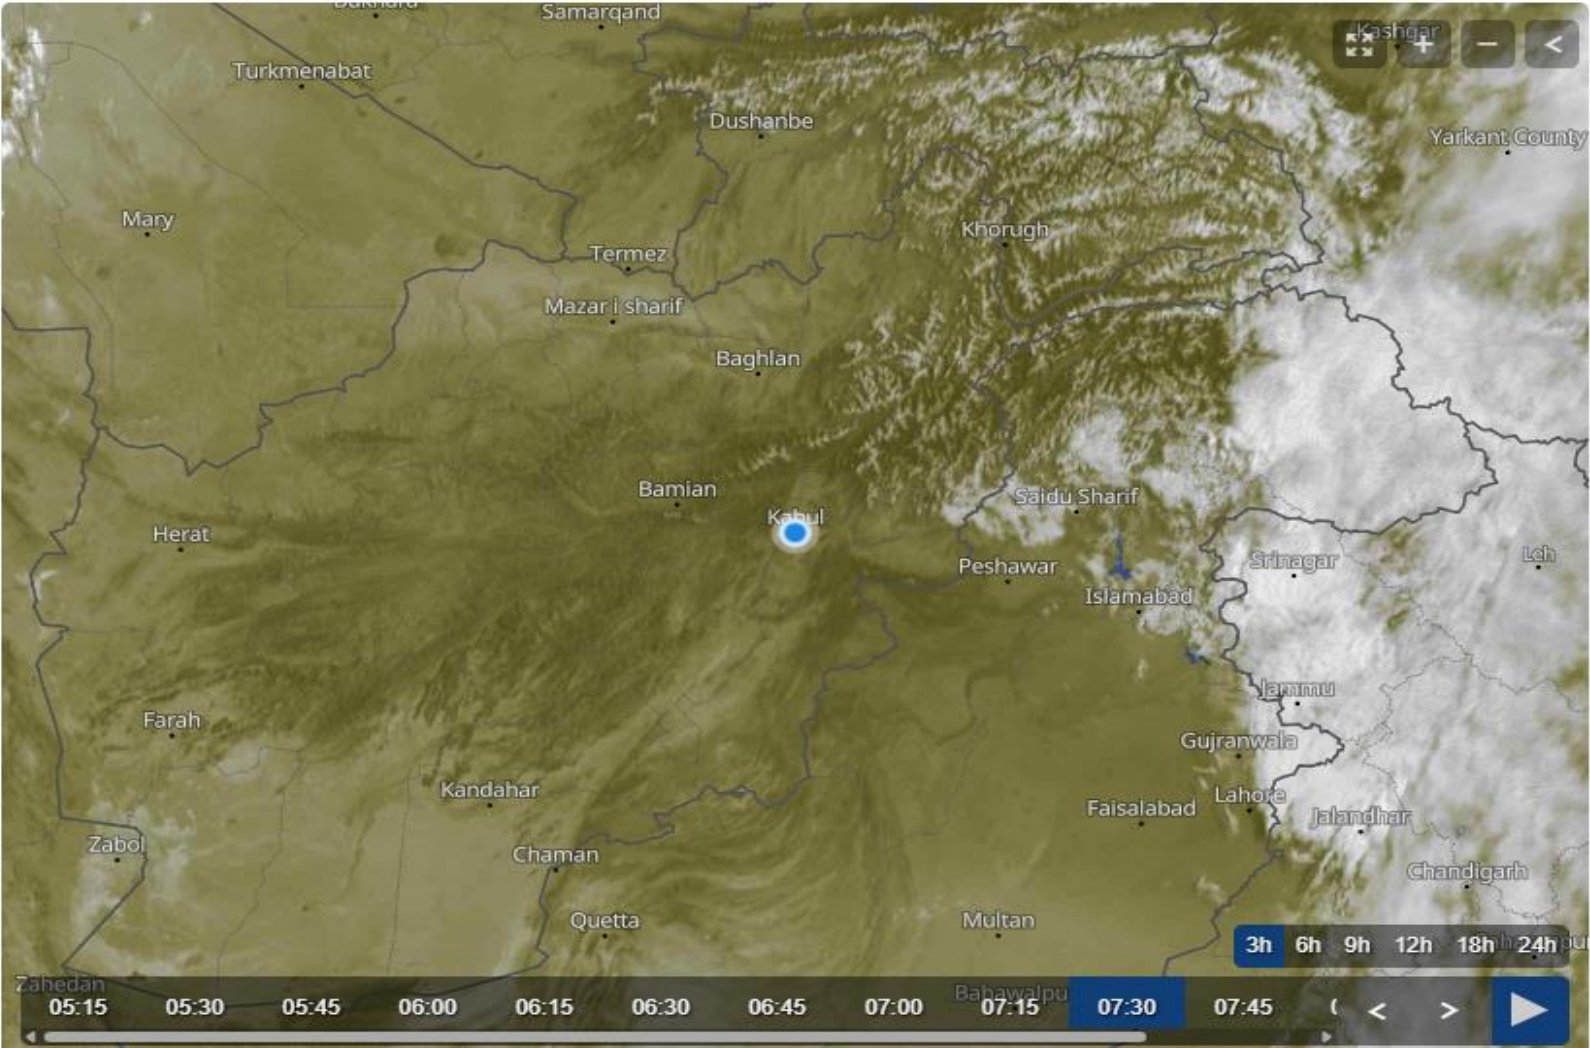 Samarqand
Kashgar
+ − <
Turkmenabat
Dushanbe
Yarkant County
Mary
Khorugh
Termez
Mazar i sharif
Baghlan
Bamian
Saidu Sharif
Kabul
Herat
Leh
Srinagar
Peshawar
Islamabad
Jammu
Farah
Gujranwala
Kandahar
Lahore
Faisalabad
Jalandhar
Zabol
Chaman
Chandigarh
Quetta
Multan
3h 6h 9h 12h 18h 24h
Zahedan
05:15 05:30 05:45 06:00 06:15 06:30 06:45 07:00 07:15 07:30 07:45 < >